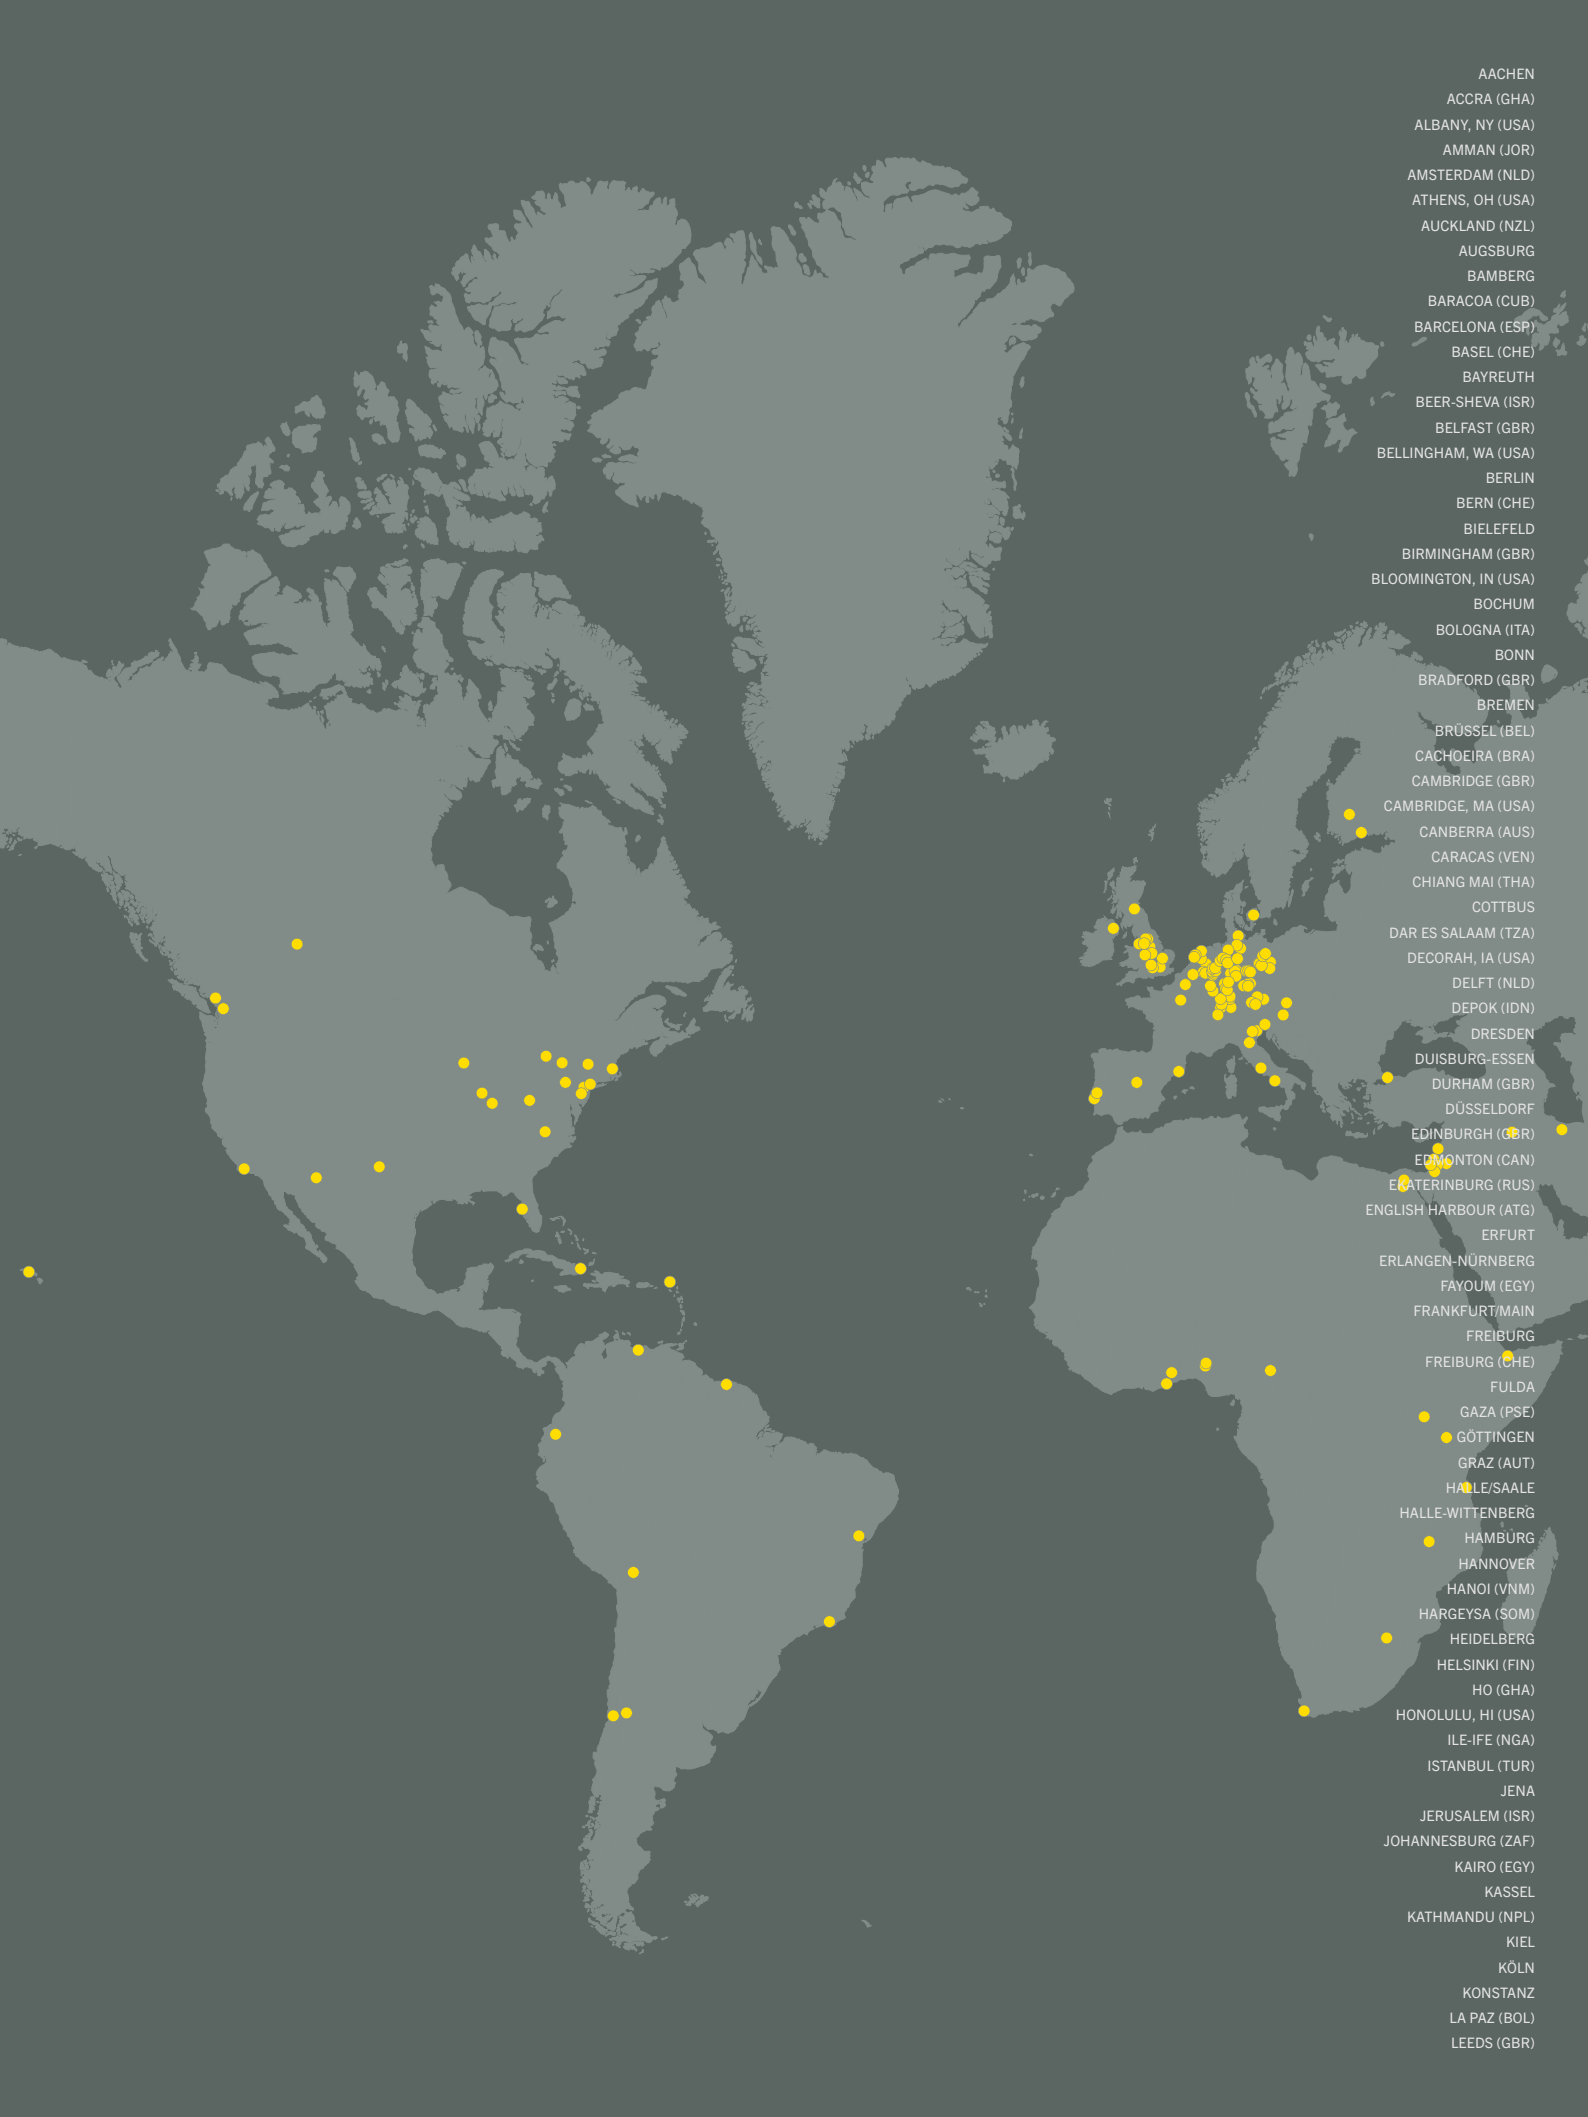 AACHEN
ACCRA (GHA)
ALBANY, NY (USA)
AMMAN (JOR)
AMSTERDAM (NLD)
ATHENS, OH (USA)
AUCKLAND (NZL)
AUGSBURG
BAMBERG
BARACOA (CUB)
BARCELONA (ESP)
BASEL (CHE)
BAYREUTH
BEER-SHEVA (ISR)
BELFAST (GBR)
BELLINGHAM, WA (USA)
BERLIN
BERN (CHE)
BIELEFELD
BIRMINGHAM (GBR)
BLOOMINGTON, IN (USA)
BOCHUM
BOLOGNA (ITA)
BONN
BRADFORD (GBR)
BREMEN
BRÜSSEL (BEL)
CACHOEIRA (BRA)
CAMBRIDGE (GBR)
CAMBRIDGE, MA (USA)
CANBERRA (AUS)
CARACAS (VEN)
CHIANG MAI (THA)
COTTBUS
DAR ES SALAAM (TZA)
DECORAH, IA (USA)
DELFT (NLD)
DEPOK (IDN)
DRESDEN
DUISBURG-ESSEN
DURHAM (GBR)
DÜSSELDORF
EDINBURGH (GBR)
EDMONTON (CAN)
EKATERINBURG (RUS)
ENGLISH HARBOUR (ATG)
ERFURT
ERLANGEN-NÜRNBERG
FAYOUM (EGY)
FRANKFURT/MAIN
FREIBURG
FREIBURG (CHE)
FULDA
GAZA (PSE)
GÖTTINGEN
GRAZ (AUT)
HALLE/SAALE
HALLE-WITTENBERG
HAMBURG
HANNOVER
HANOI (VNM)
HARGEYSA (SOM)
HEIDELBERG
HELSINKI (FIN)
HO (GHA)
HONOLULU, HI (USA)
ILE-IFE (NGA)
ISTANBUL (TUR)
JENA
JERUSALEM (ISR)
JOHANNESBURG (ZAF)
KAIRO (EGY)
KASSEL
KATHMANDU (NPL)
KIEL
KÖLN
KONSTANZ
LA PAZ (BOL)
LEEDS (GBR)